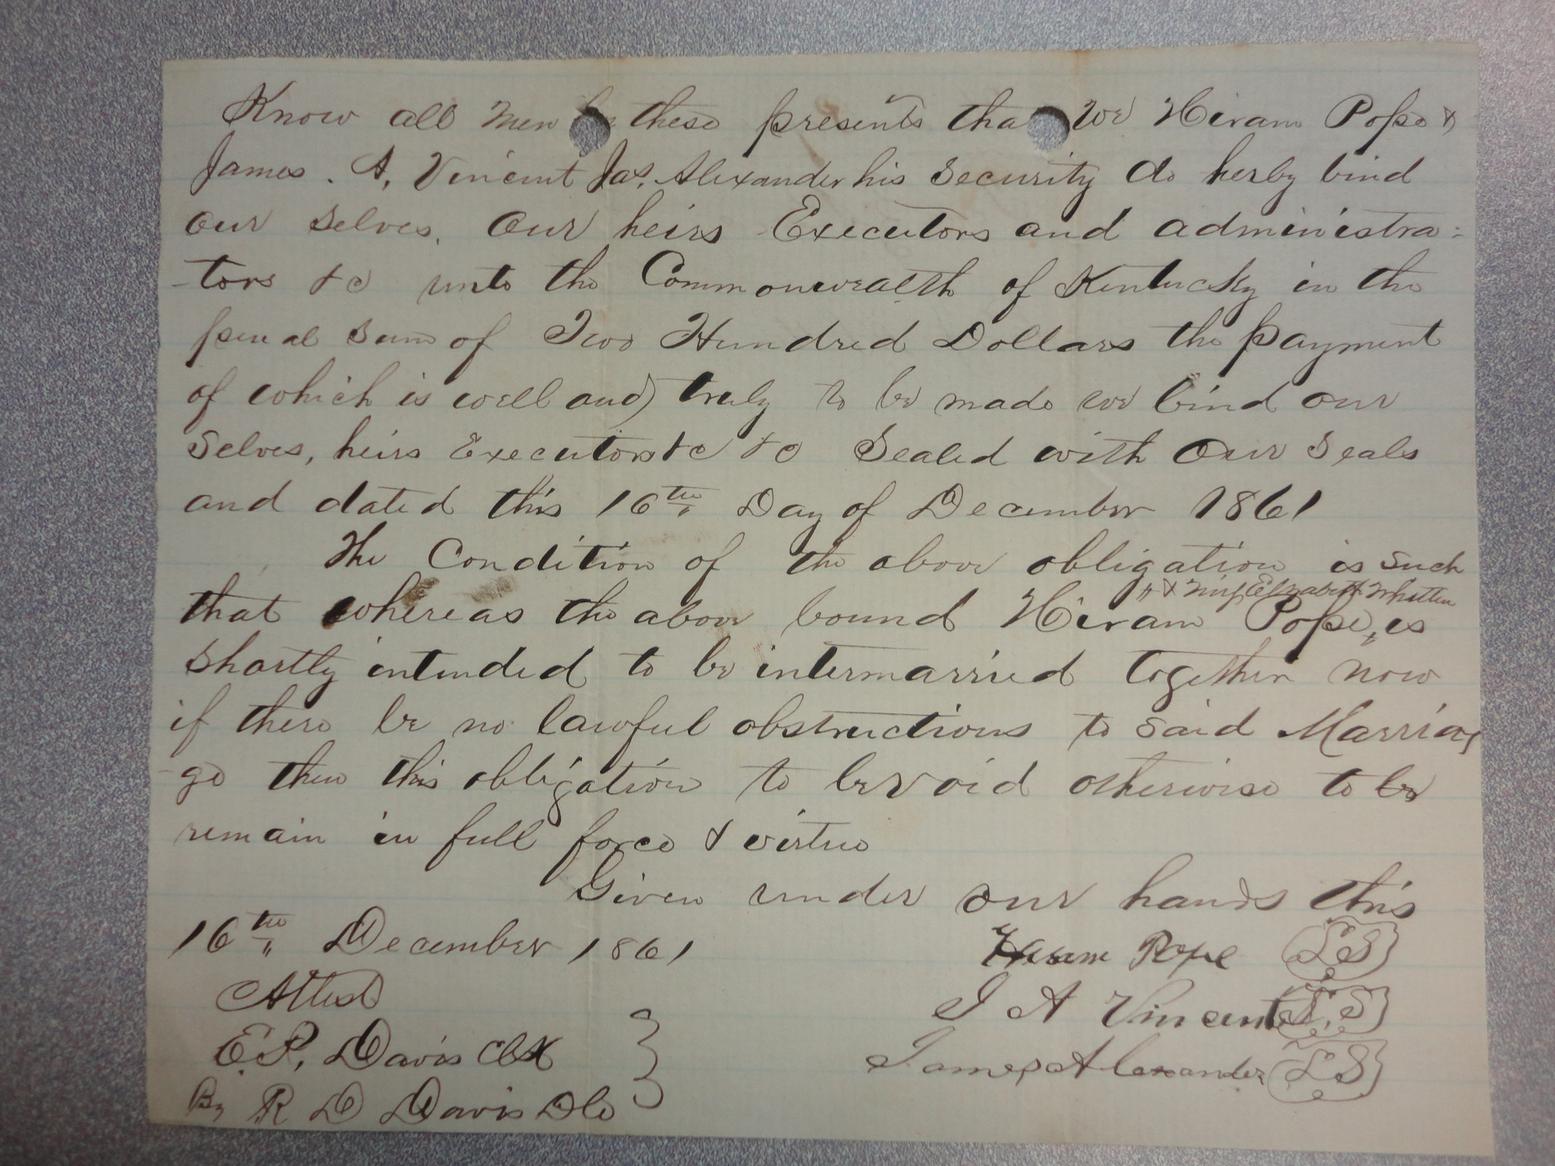 Know all men by these presents that we Hiram Pope &
James. A, Vincent Jas. Alexander his Security do herby bind
our selves, our heirs Executors and administra-
-tors &c unto the Commonwealth of Kentucky in the
penal sum of Two Hundred Dollars the payment
of which is well and truly to be made we bind our
selves, heirs Executors &c &c Sealed with our Seals
and dated this 16th Day of December 1861
The Condition of the above obligation is such
" & Miss Elizabeth Whitten
that whereas the above bound Hiram Pope, is
shortly intended to be intermarried together now
if there be no lawful obstructions to said Marria
-ge then this obligation to be void otherwise to be
remain in full force & virtue
Given under our hands this
16th December 1861
Hiram Pope LS
Attest
J A Vincent L.S
E. P. Davis Clk
James Alexander LS
By R D Davis DC